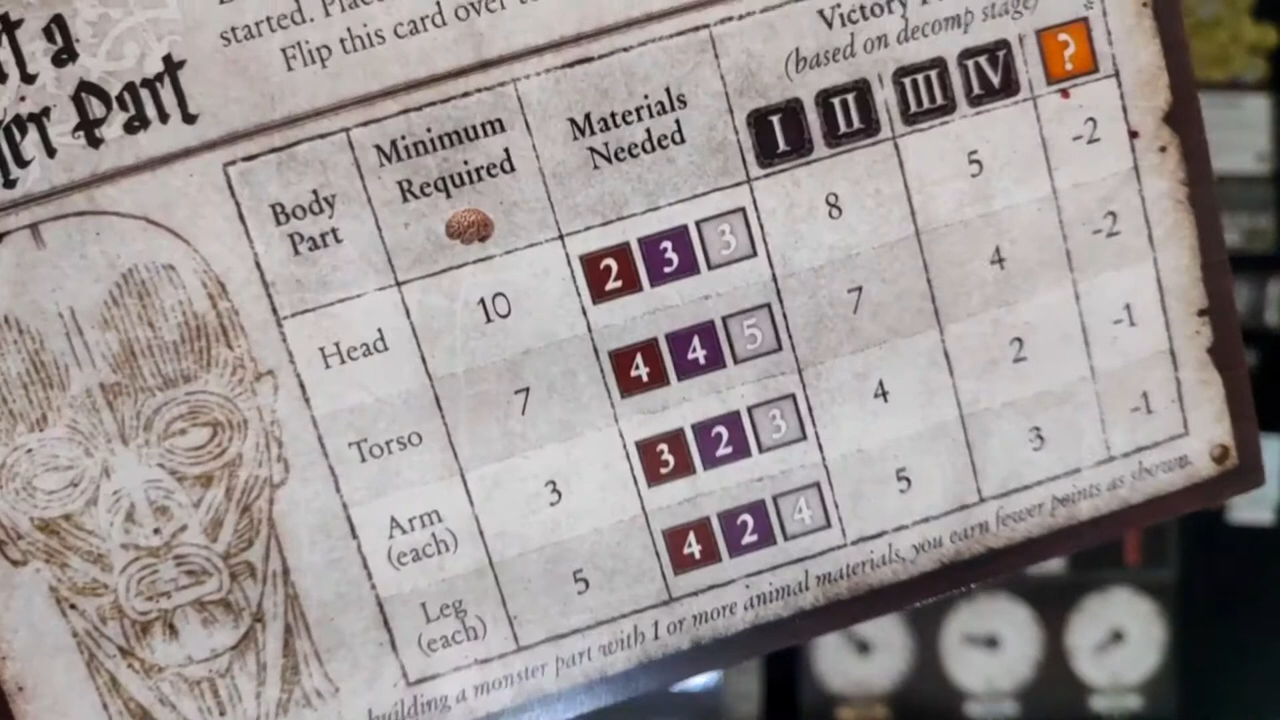 a
Part
started.
Flip this card over
Victory
(based on decomp stage)
Body Part
Minimum Required
Materials Needed
I II III IV ?
Head 10 2 3 3 8 5 -2
Torso 7 4 4 5 7 4 -2
Arm (each) 3 3 2 3 4 2 -1
Leg (each) 5 4 2 4 5 3 -1
building a monster part with 1 or more animal materials, you earn fewer points as shown.